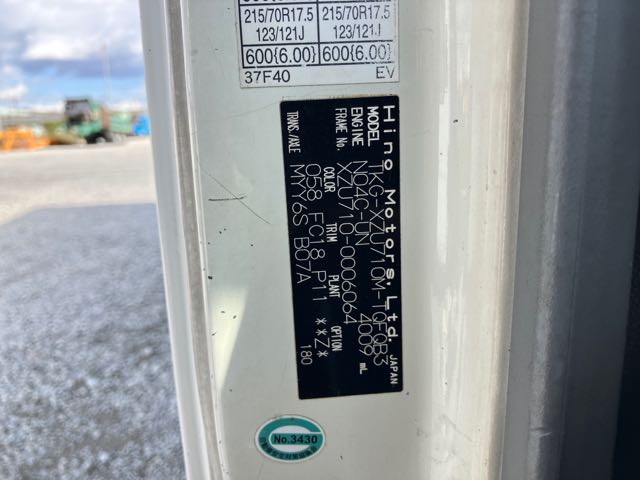 215/70R17.5 215/70R17.5
123/121J 123/121J
600{6.00} 600{6.00}
37F40 EV
Hino Motors, Ltd. JAPAN
MODEL TKG-XZU710M-TQFQB3
ENGINE N04C-UN 4009 mL
FRAME No. XZU710-0006064
COLOR TRIM PLANT OPTION
058 FC18 P11 **Z* 180
TRANS./AXLE MYY6S B07A
No.3430